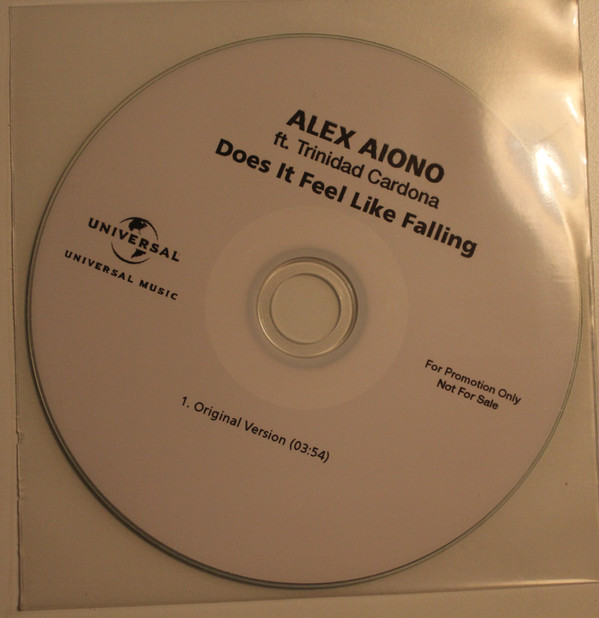 ALEX AIONO
ft. Trinidad Cardona
Does It Feel Like Falling
UNIVERSAL
UNIVERSAL MUSIC
For Promotion Only
Not For Sale
1. Original Version (03:54)